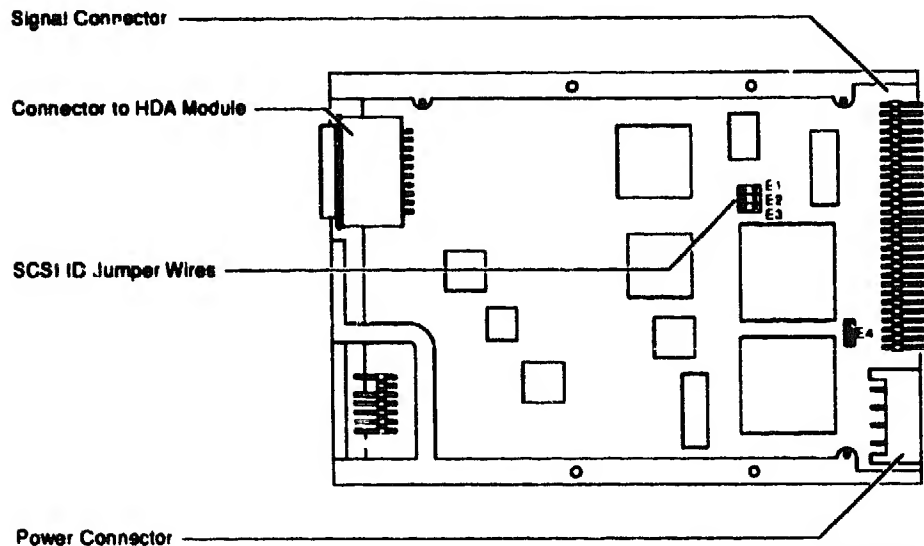 Signal Connector
Connector to HDA Module
E1
E2
E3
SCSI ID Jumper Wires
E4
Power Connector